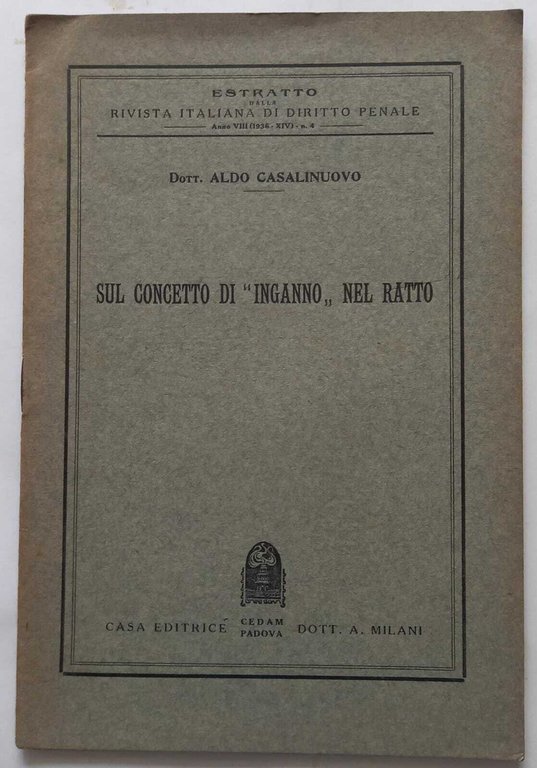 ESTRATTO
DALLA
RIVISTA ITALIANA DI DIRITTO PENALE
Anno VIII (1936 - XIV) - n. 4
DOTT. ALDO CASALINUOVO
SUL CONCETTO DI “INGANNO„ NEL RATTO
CASA EDITRICE CEDAM DOTT. A. MILANI
PADOVA